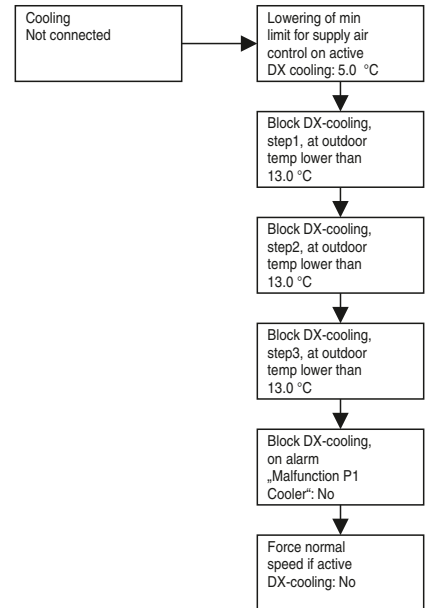 Cooling
Not connected
Lowering of min
limit for supply air
control on active
DX cooling: 5.0 °C
Block DX-cooling,
step1, at outdoor
temp lower than
13.0 °C
Block DX-cooling,
step2, at outdoor
temp lower than
13.0 °C
Block DX-cooling,
step3, at outdoor
temp lower than
13.0 °C
Block DX-cooling,
on alarm
„Malfunction P1
Cooler“: No
Force normal
speed if active
DX-cooling: No